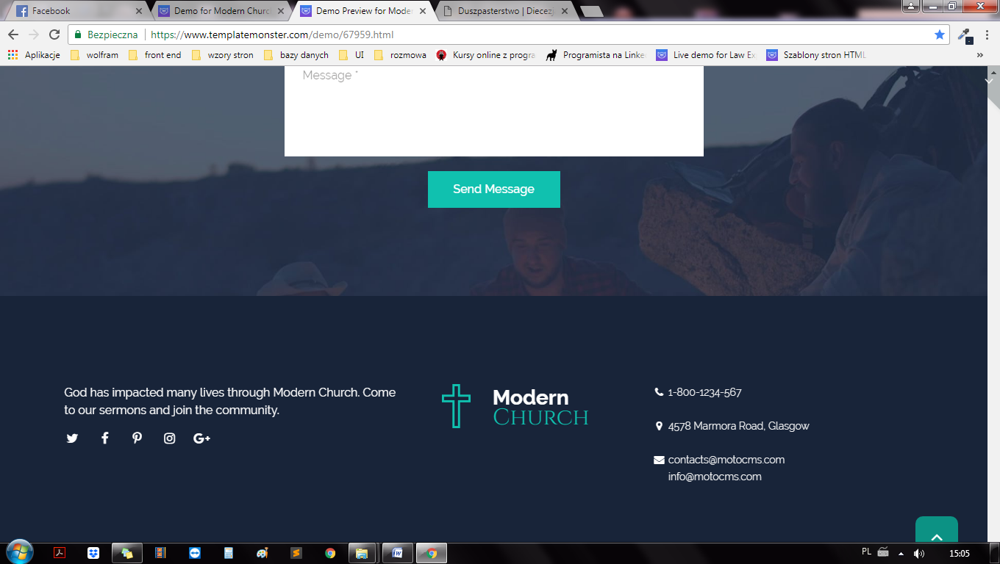 Facebook
Demo for Modern Churc
Demo Preview for Moder
Duszpasterstwo | Diecezj
Bezpieczna
https://www.templatemonster.com/demo/67959.html
Aplikacje
wolfram
front end
wzory stron
bazy danych
UI
rozmowa
Kursy online z progra
Programista na Linke
Live demo for Law Ex
Szablony stron HTML
Message *
Send Message
God has impacted many lives through Modern Church. Come
to our sermons and join the community.
Modern
CHURCH
1-800-1234-567
4578 Marmora Road, Glasgow
contacts@motocms.com
info@motocms.com
PL
15:05